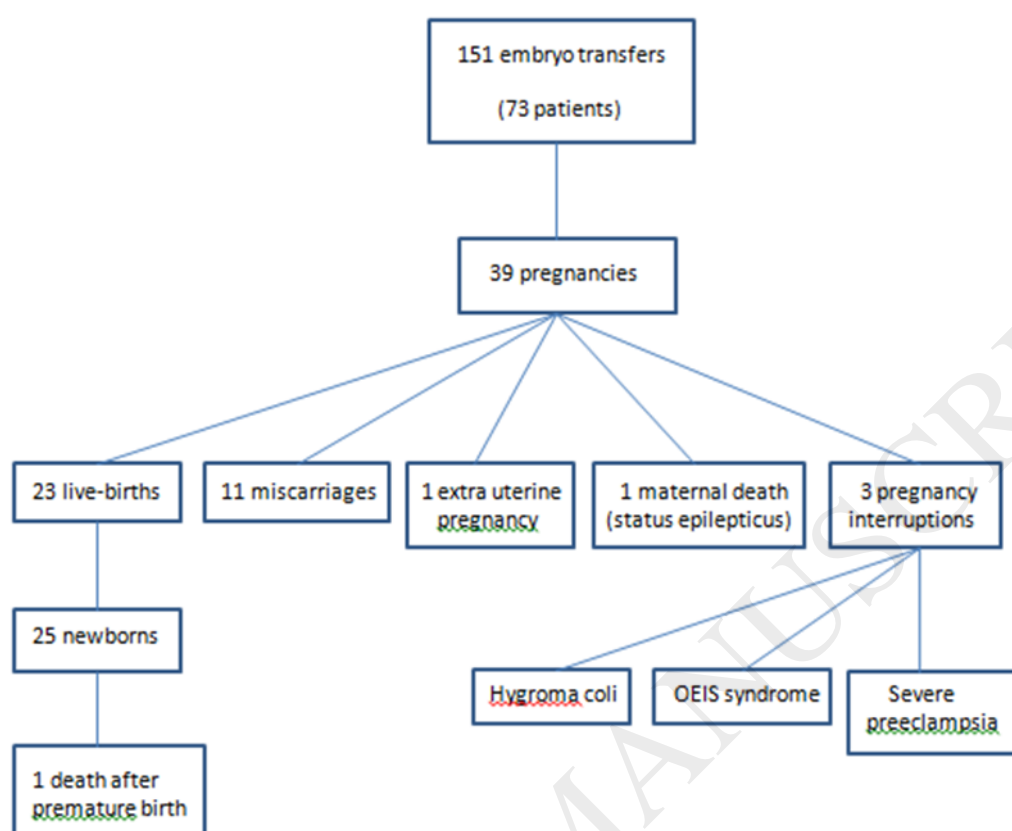 151 embryo transfers
(73 patients)
39 pregnancies
23 live-births
11 miscarriages
1 extra uterine
pregnancy
1 maternal death
(status epilepticus)
3 pregnancy
interruptions
25 newborns
Hygroma coli
OEIS syndrome
Severe
preeclampsia
1 death after
premature birth
MANUSCR